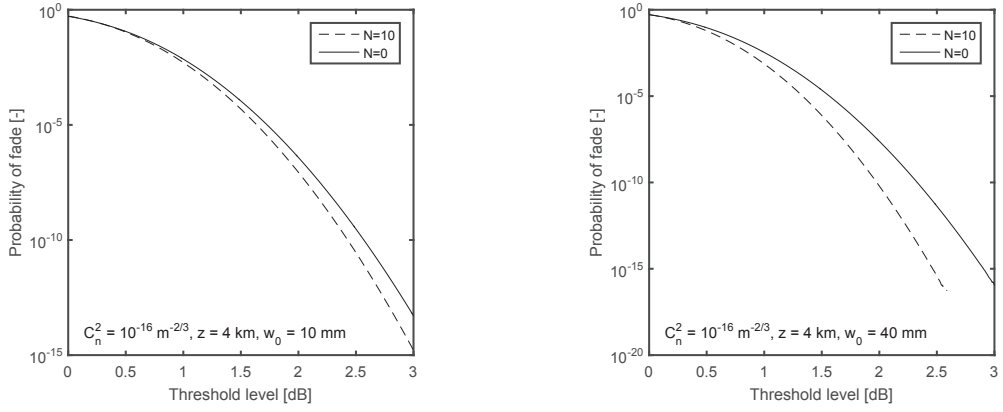 10^0
10^-5
10^-10
10^-15
Probability of fade [-]
N=10
N=0
C_n^2 = 10^-16 m^-2/3, z = 4 km, w_0 = 10 mm
0 0.5 1 1.5 2 2.5 3
Threshold level [dB]
10^0
10^-5
10^-10
10^-15
10^-20
Probability of fade [-]
N=10
N=0
C_n^2 = 10^-16 m^-2/3, z = 4 km, w_0 = 40 mm
0 0.5 1 1.5 2 2.5 3
Threshold level [dB]